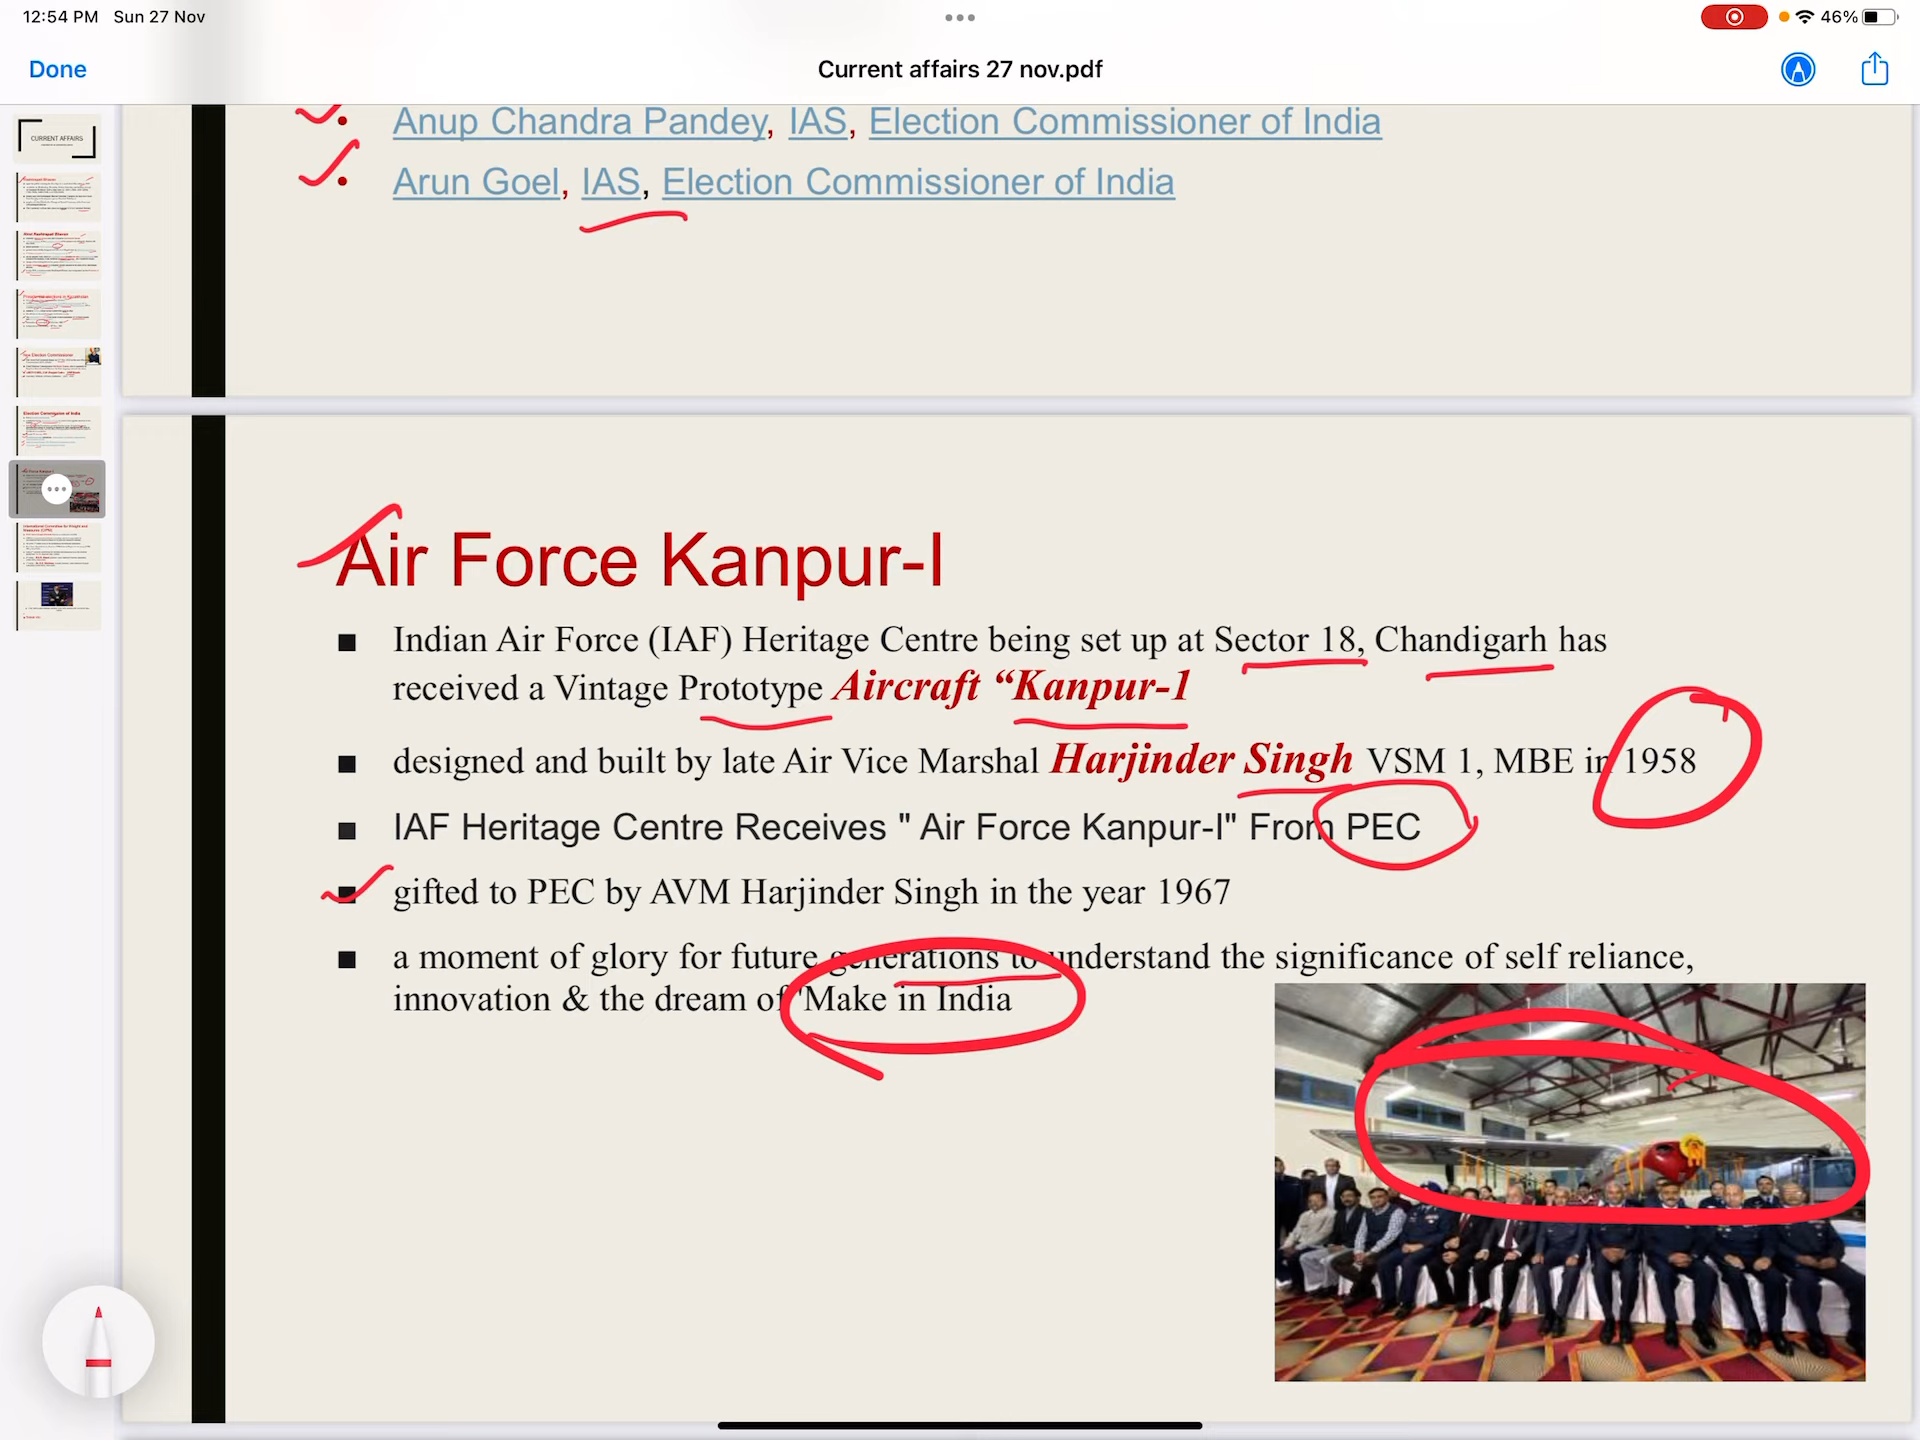 12:54 PM Sun 27 Nov
46%
Done
Current affairs 27 nov.pdf
CURRENT AFFAIRS
Anup Chandra Pandey, IAS, Election Commissioner of India
Arun Goel, IAS, Election Commissioner of India
Air Force Kanpur-I
Indian Air Force (IAF) Heritage Centre being set up at Sector 18, Chandigarh has
received a Vintage Prototype Aircraft “Kanpur-1
designed and built by late Air Vice Marshal Harjinder Singh VSM 1, MBE in 1958
IAF Heritage Centre Receives " Air Force Kanpur-I" From PEC
gifted to PEC by AVM Harjinder Singh in the year 1967
a moment of glory for future generations to understand the significance of self reliance,
innovation & the dream of 'Make in India